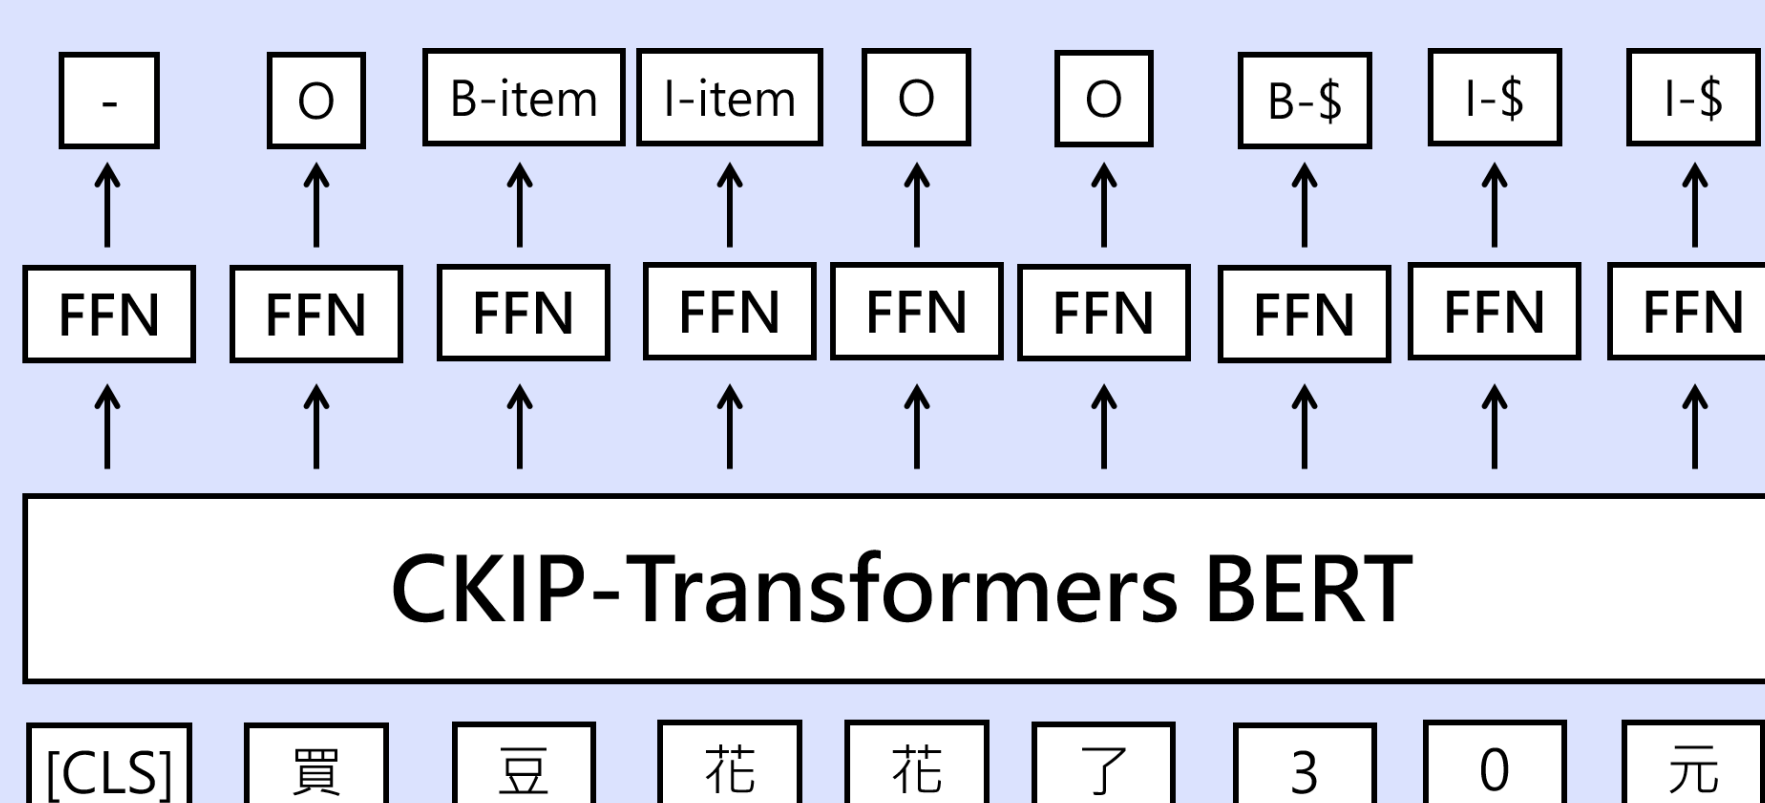 - O B-item I-item O O B-$ I-$ I-$
FFN FFN FFN FFN FFN FFN FFN FFN FFN
CKIP-Transformers BERT
[CLS] 買 豆 花 花 了 3 0 元